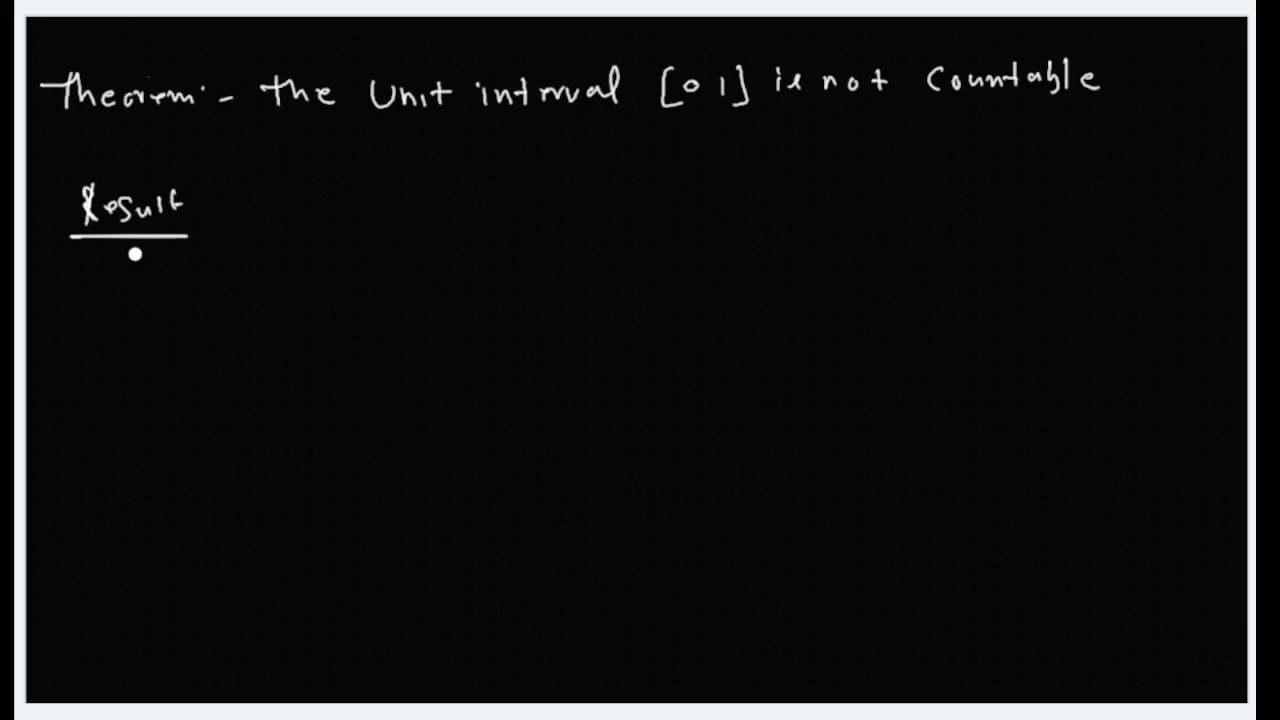 Theorem:- the Unit interval [0 1] is not Countable
Result